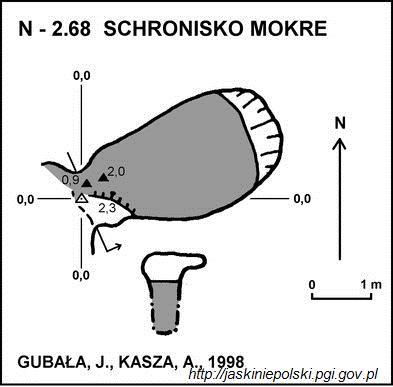 N - 2.68 SCHRONISKO MOKRE
0,0
N
0,9
2,0
0,0
2,3
0,0
0,0
0 1 m
GUBAŁA, J., KASZA, A., 1998
http://jaskiniepolski.pgi.gov.pl